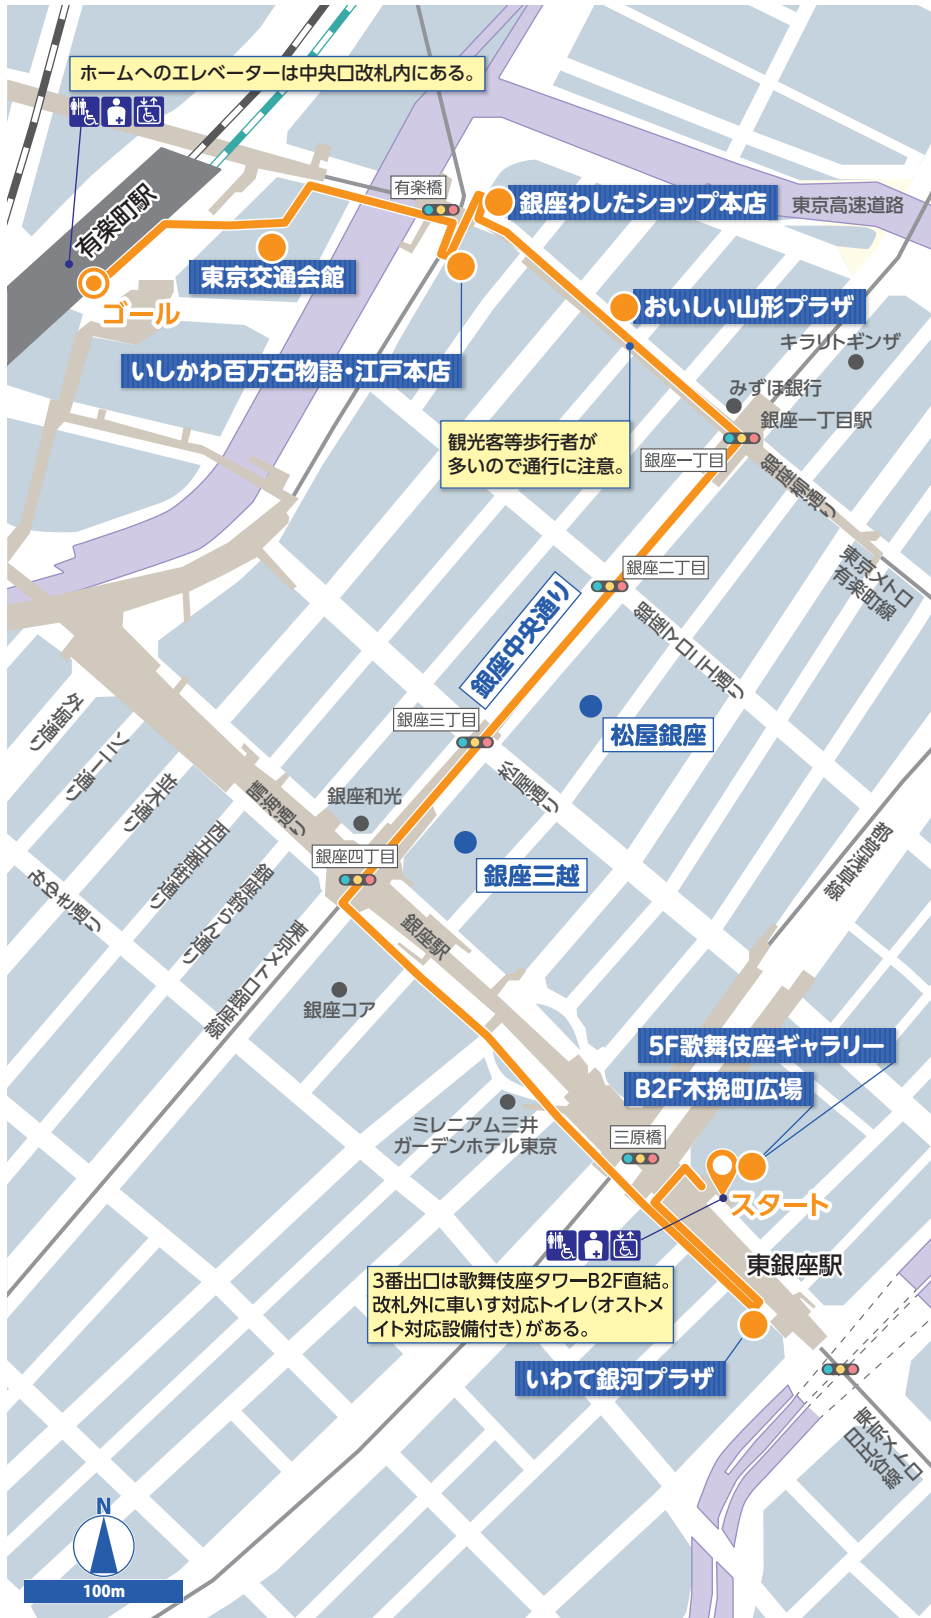 ホームへのエレベーターは中央口改札内にある。
有楽町駅
ゴール
東京交通会館
有楽橋
銀座わしたショップ本店
東京高速道路
いしかわ百万石物語・江戸本店
おいしい山形プラザ
キラリトギンザ
みずほ銀行
銀座一丁目駅
観光客等歩行者が
多いので通行に注意。
銀座一丁目
銀座柳通り
東京メトロ
有楽町線
銀座二丁目
銀座中央通り
銀座マロニエ通り
松屋銀座
銀座三丁目
松屋通り
外堀通り
ソニー通り
並木通り
西五番街通り
銀座鈴らん通り
みゆき通り
晴海通り
銀座和光
銀座四丁目
銀座三越
都営浅草線
銀座駅
東京メトロ銀座線
銀座コア
5F歌舞伎座ギャラリー
B2F木挽町広場
ミレニアム三井
ガーデンホテル東京
三原橋
スタート
東銀座駅
3番出口は歌舞伎座タワーB2F直結。
改札外に車いす対応トイレ(オストメ
イト対応設備付き)がある。
いわて銀河プラザ
東京メトロ
日比谷線
N
100m